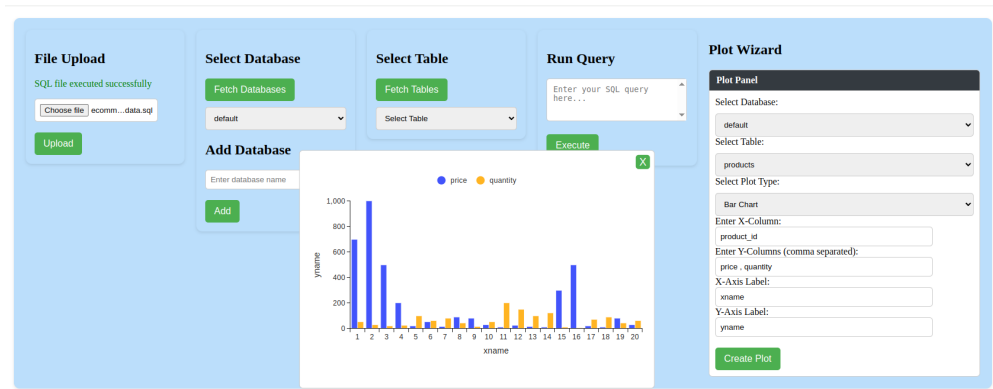 File Upload
SQL file executed successfully
Choose file ecomm…data.sql
Upload
Select Database
Fetch Databases
default
Add Database
Enter database name
Add
Select Table
Fetch Tables
Select Table
Run Query
Enter your SQL query
here...
Execute
X
price quantity
1,000
800
600
400
200
0
yname
1 2 3 4 5 6 7 8 9 10 11 12 13 14 15 16 17 18 19 20
xname
Plot Wizard
Plot Panel
Select Database:
default
Select Table:
products
Select Plot Type:
Bar Chart
Enter X-Column:
product_id
Enter Y-Columns (comma separated):
price , quantity
X-Axis Label:
xname
Y-Axis Label:
yname
Create Plot